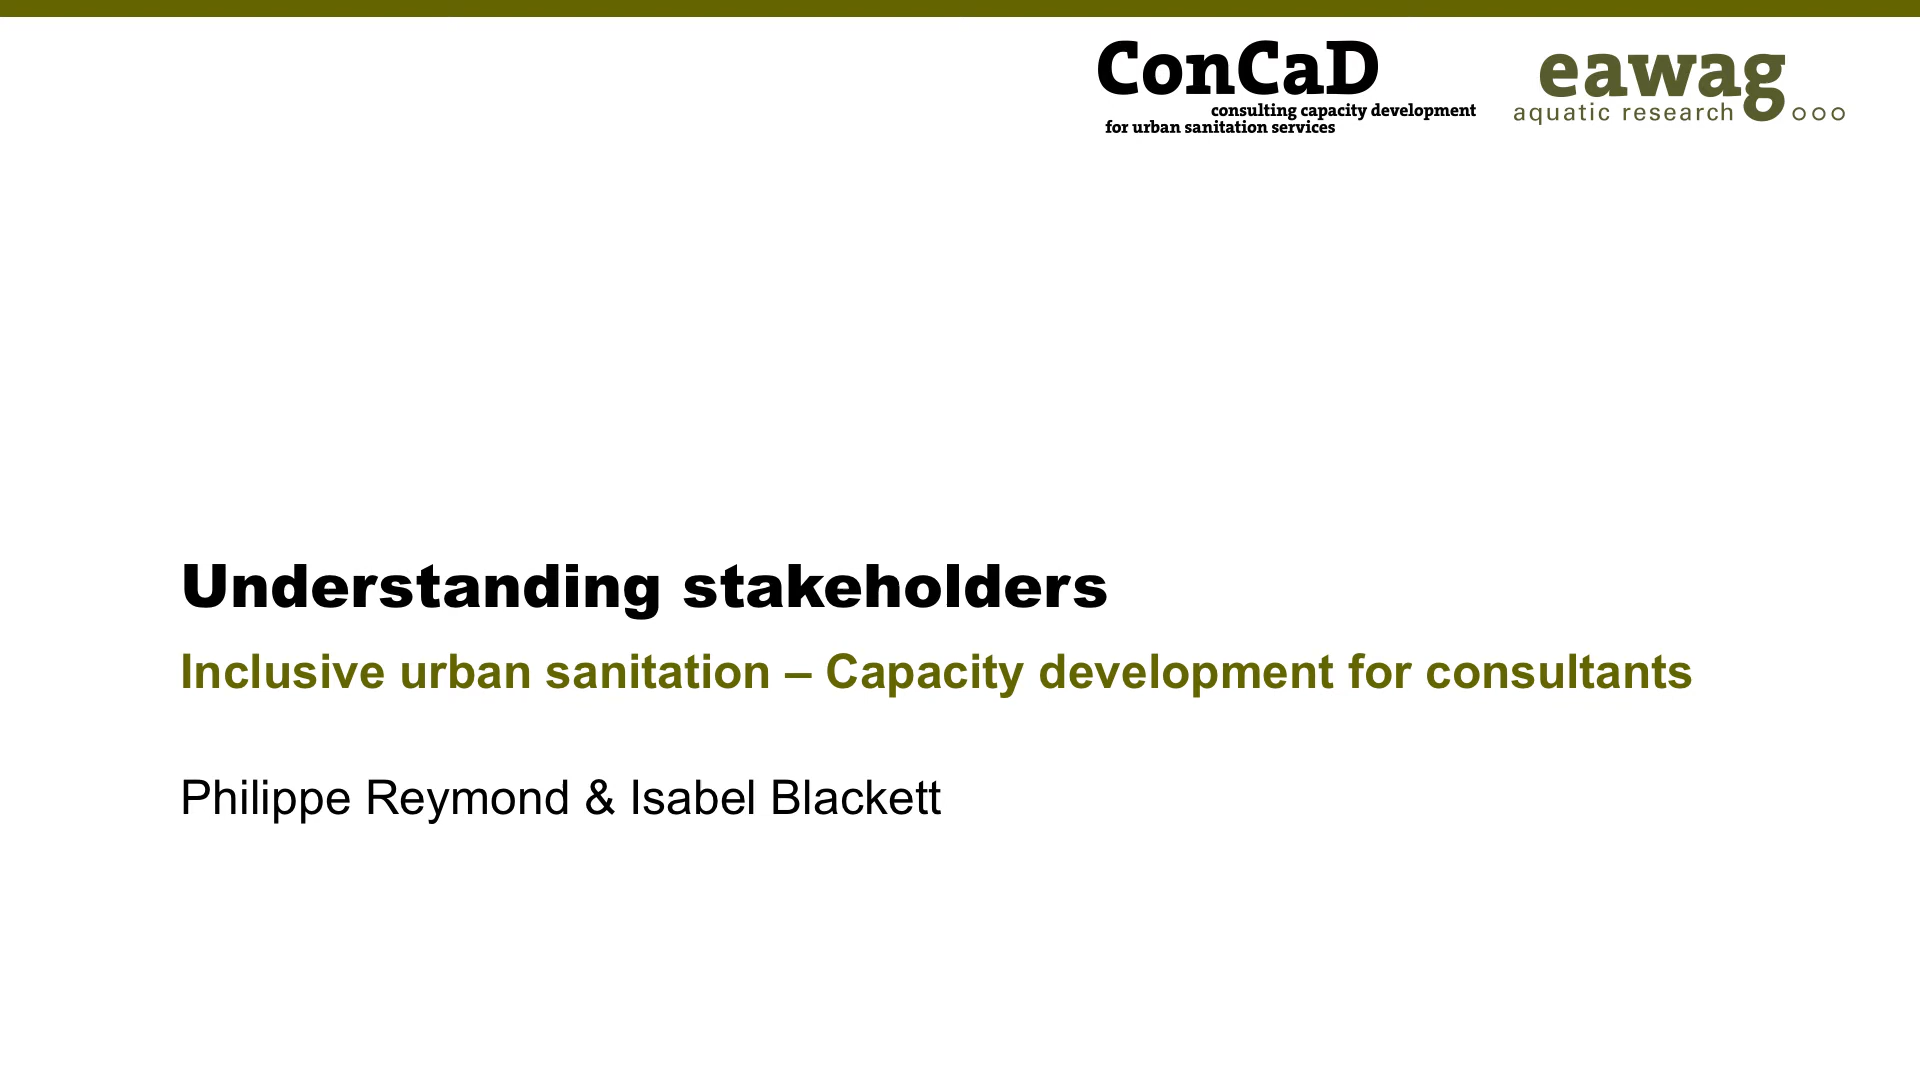 ConCaD
consulting capacity development
for urban sanitation services
eawag
aquatic research
Understanding stakeholders
Inclusive urban sanitation – Capacity development for consultants
Philippe Reymond & Isabel Blackett